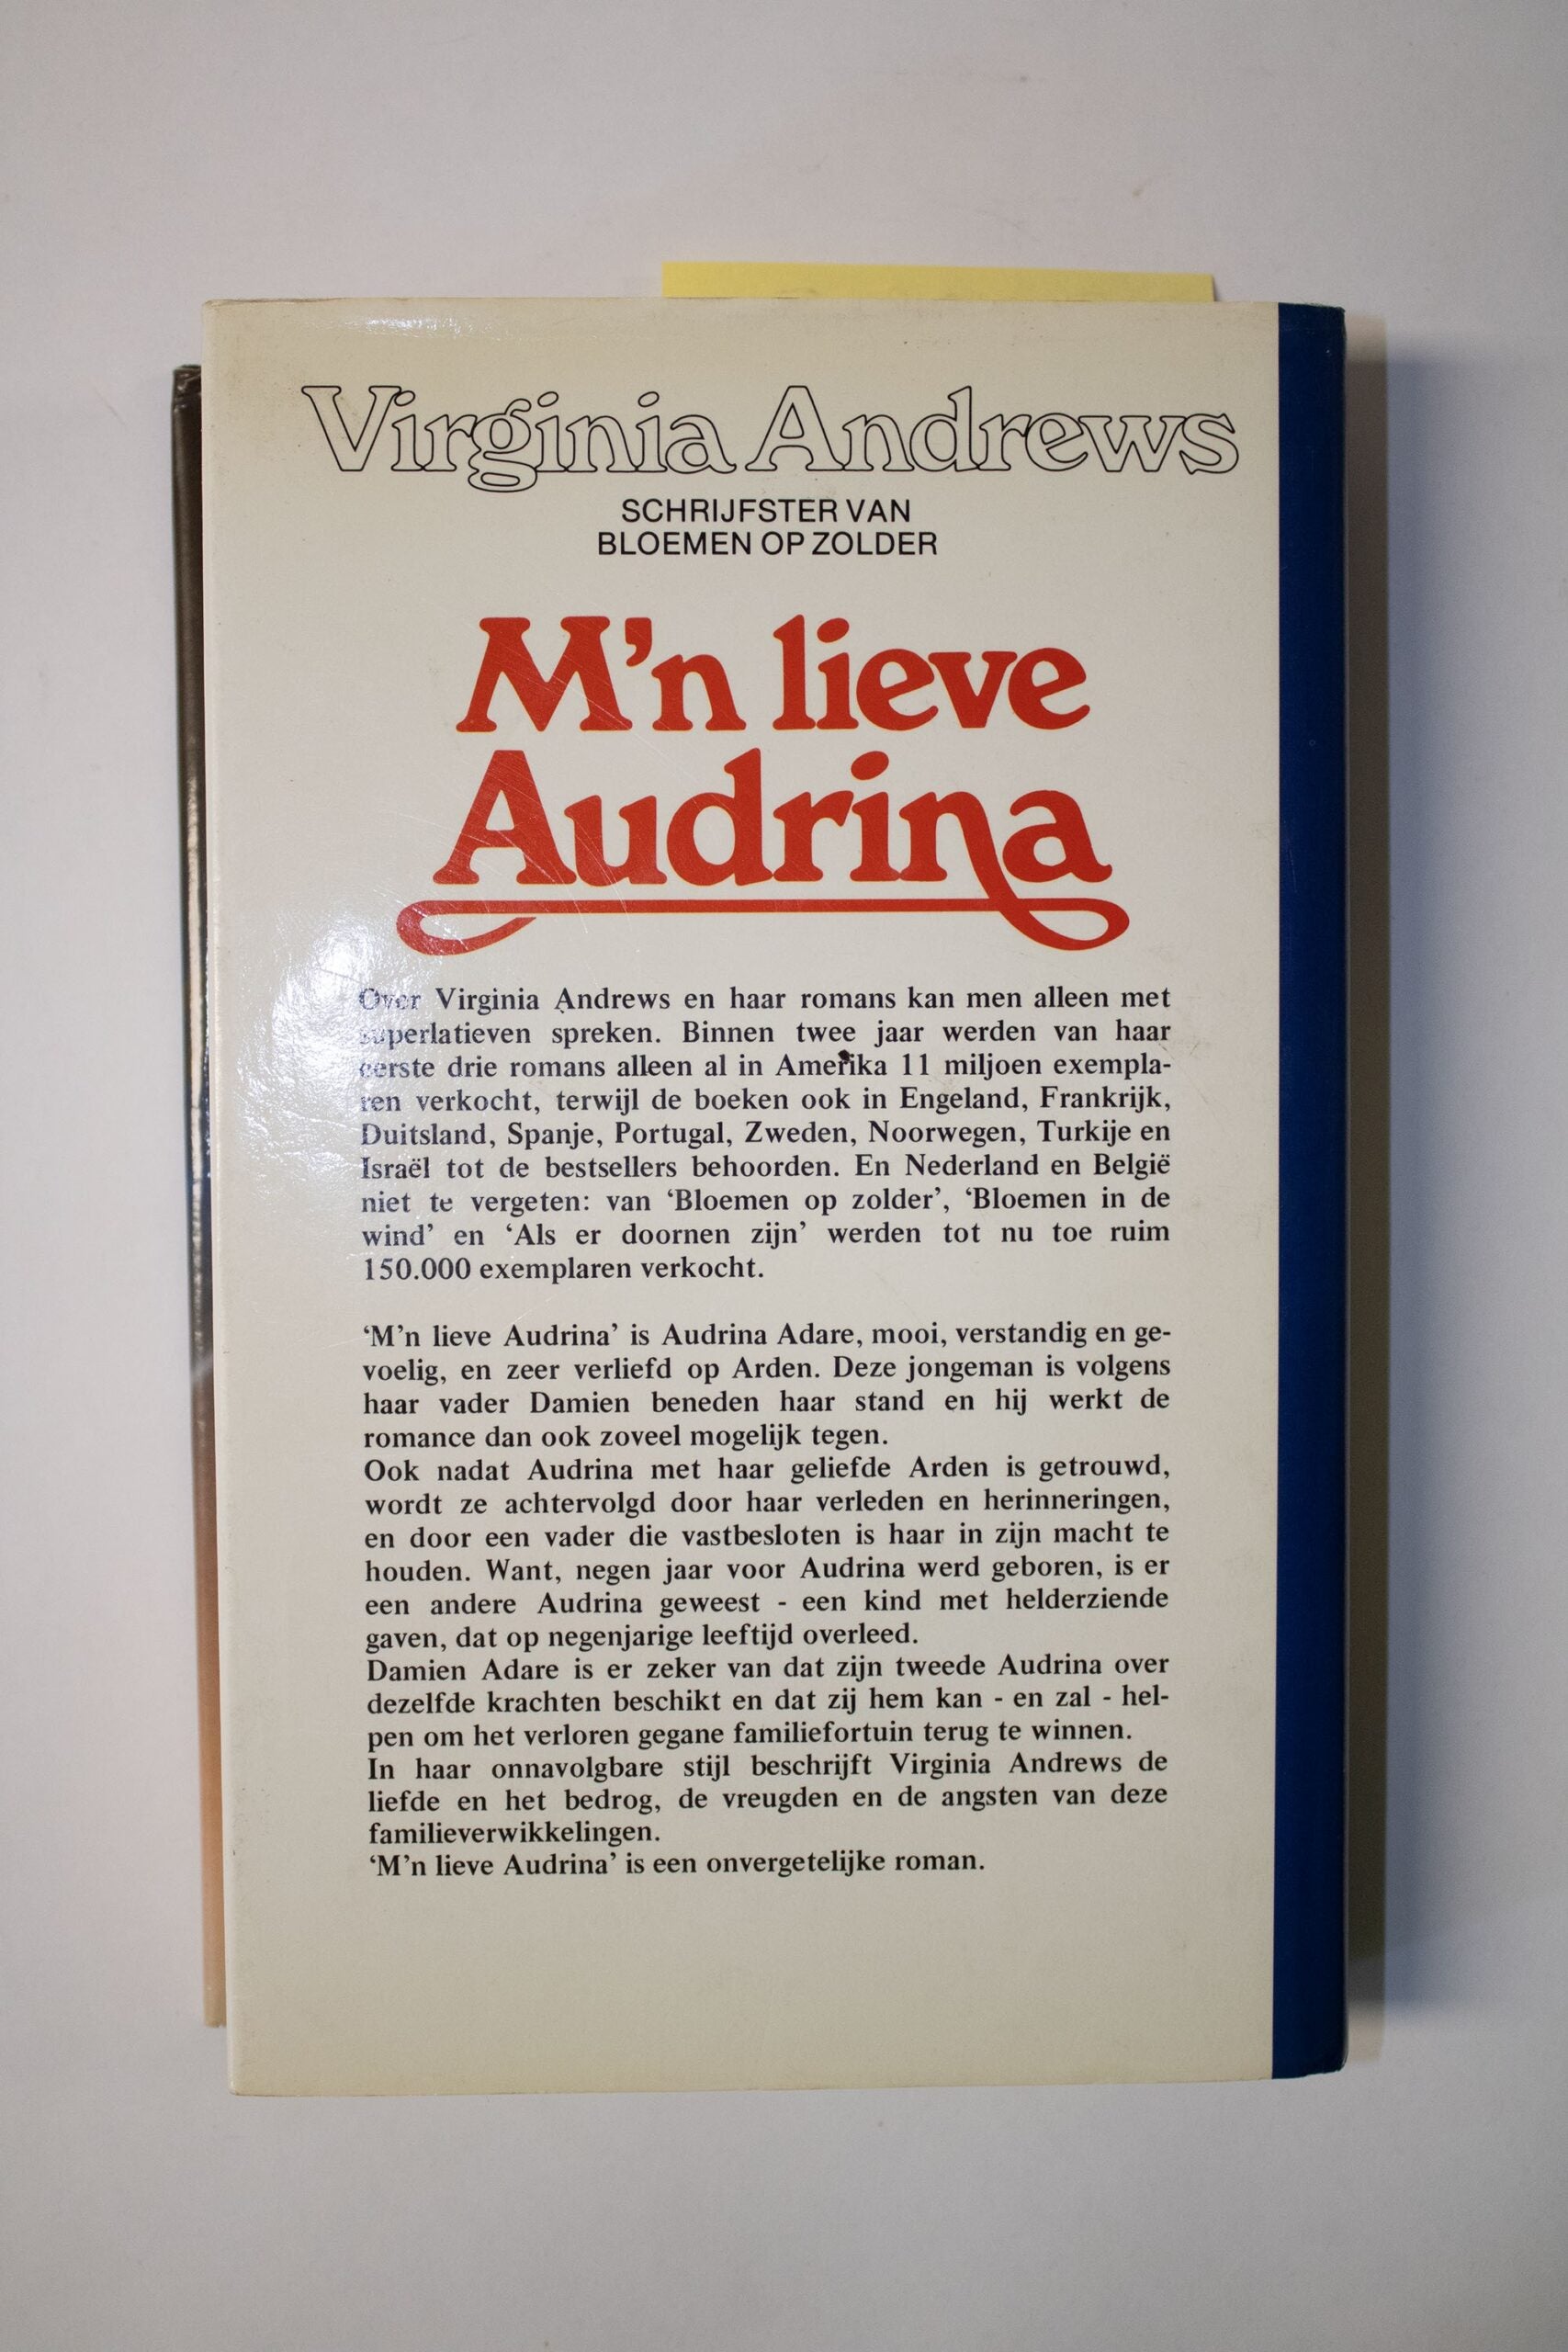 Virginia Andrews
SCHRIJFSTER VAN
BLOEMEN OP ZOLDER
M'n lieve
Audrina
Over Virginia Andrews en haar romans kan men alleen met
superlatieven spreken. Binnen twee jaar werden van haar
eerste drie romans alleen al in Amerika 11 miljoen exempla-
ren verkocht, terwijl de boeken ook in Engeland, Frankrijk,
Duitsland, Spanje, Portugal, Zweden, Noorwegen, Turkije en
Israël tot de bestsellers behoorden. En Nederland en België
niet te vergeten: van ‘Bloemen op zolder’, ‘Bloemen in de
wind’ en ‘Als er doornen zijn’ werden tot nu toe ruim
150.000 exemplaren verkocht.
‘M’n lieve Audrina’ is Audrina Adare, mooi, verstandig en ge-
voelig, en zeer verliefd op Arden. Deze jongeman is volgens
haar vader Damien beneden haar stand en hij werkt de
romance dan ook zoveel mogelijk tegen.
Ook nadat Audrina met haar geliefde Arden is getrouwd,
wordt ze achtervolgd door haar verleden en herinneringen,
en door een vader die vastbesloten is haar in zijn macht te
houden. Want, negen jaar voor Audrina werd geboren, is er
een andere Audrina geweest - een kind met helderziende
gaven, dat op negenjarige leeftijd overleed.
Damien Adare is er zeker van dat zijn tweede Audrina over
dezelfde krachten beschikt en dat zij hem kan - en zal - hel-
pen om het verloren gegane familiefortuin terug te winnen.
In haar onnavolgbare stijl beschrijft Virginia Andrews de
liefde en het bedrog, de vreugden en de angsten van deze
familieverwikkelingen.
‘M’n lieve Audrina’ is een onvergetelijke roman.